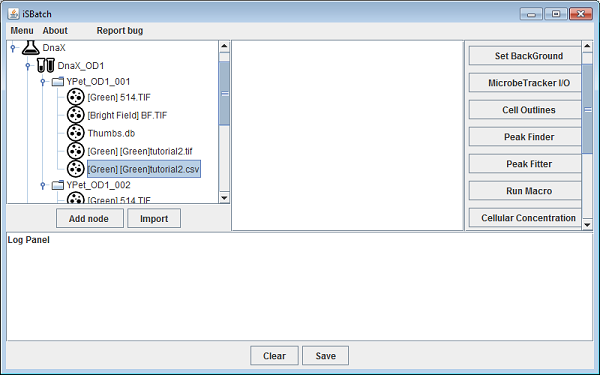 iSBatch
Menu About Report bug
DnaX
DnaX_OD1
YPet_OD1_001
[Green] 514.TIF
[Bright Field] BF.TIF
Thumbs.db
[Green] [Green]tutorial2.tif
[Green] [Green]tutorial2.csv
YPet_OD1_002
[Green] 514.TIF
Add node Import
Set BackGround
MicrobeTracker I/O
Cell Outlines
Peak Finder
Peak Fitter
Run Macro
Cellular Concentration
Log Panel
Clear Save